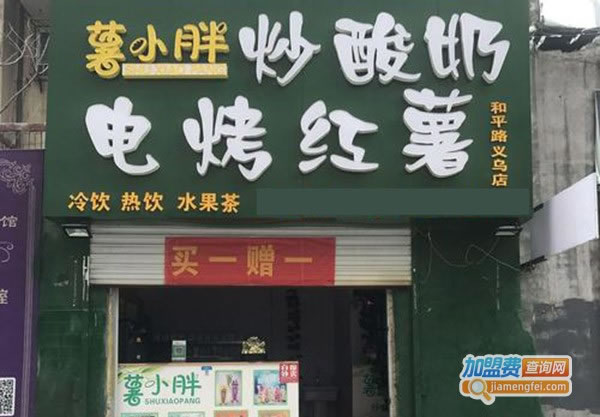 薯小胖 炒酸奶
SHUXIAOPANG
电烤红薯
和平路义乌店
冷饮 热饮 水果茶
买一赠一
馆
薯小胖
SHUXIAOPANG
加盟费查询网
jiamengfei.com